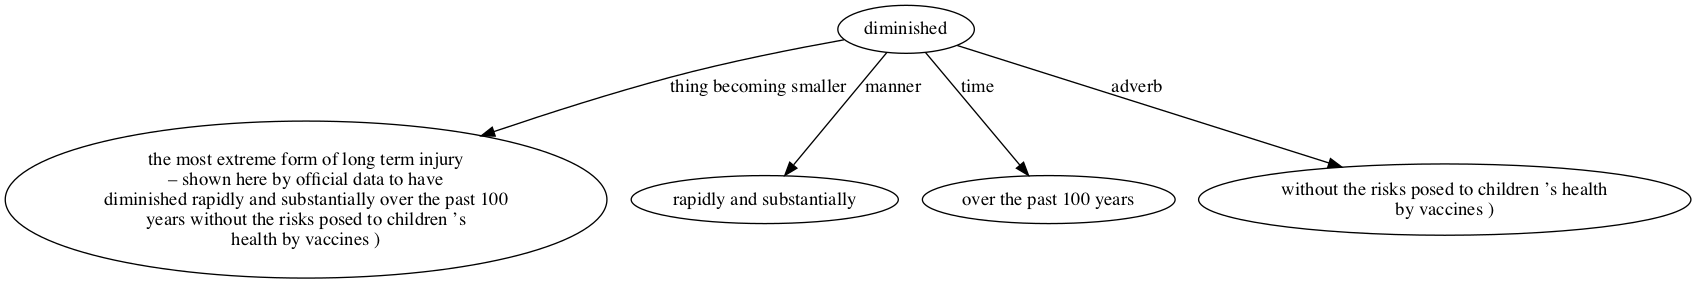 diminished
thing becoming smaller
manner
time
adverb
the most extreme form of long term injury
– shown here by official data to have
diminished rapidly and substantially over the past 100
years without the risks posed to children ’s
health by vaccines )
rapidly and substantially
over the past 100 years
without the risks posed to children ’s health
by vaccines )